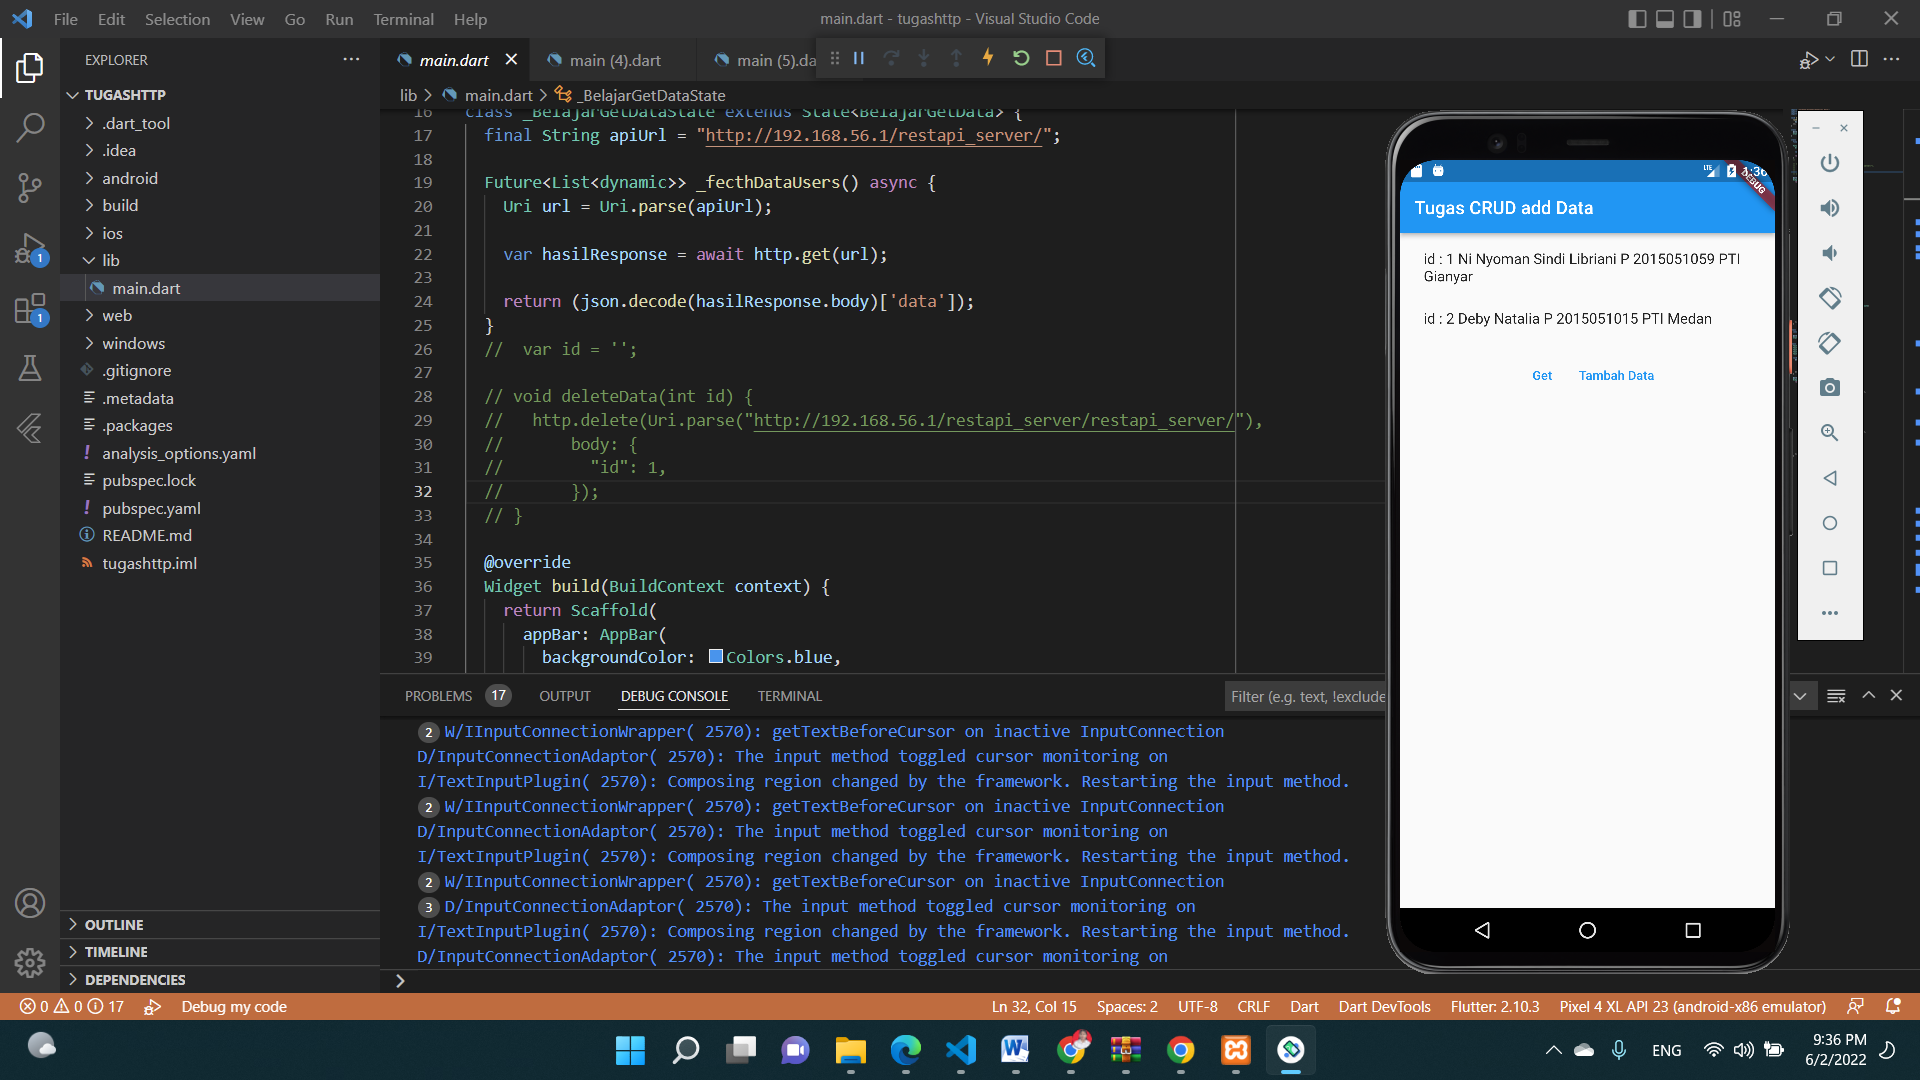 File Edit Selection View Go Run Terminal Help
main.dart - tugashttp - Visual Studio Code
EXPLORER
TUGASHTTP
.dart_tool
.idea
android
build
ios
lib
main.dart
web
windows
.gitignore
.metadata
.packages
analysis_options.yaml
pubspec.lock
pubspec.yaml
README.md
tugashttp.iml
OUTLINE
TIMELINE
DEPENDENCIES
1
1
main.dart
main (4).dart
main (5).da
lib > main.dart > _BelajarGetDataState
16 class _BelajarGetDataState extends State<BelajarGetData> {
17 final String apiUrl = "http://192.168.56.1/restapi_server/";
18
19 Future<List<dynamic>> _fecthDataUsers() async {
20 Uri url = Uri.parse(apiUrl);
21
22 var hasilResponse = await http.get(url);
23
24 return (json.decode(hasilResponse.body)['data']);
25 }
26 //  var id = '';
27
28 // void deleteData(int id) {
29 //   http.delete(Uri.parse("http://192.168.56.1/restapi_server/restapi_server/"),
30 //       body: {
31 //         "id": 1,
32 //       });
33 // }
34
35 @override
36 Widget build(BuildContext context) {
37 return Scaffold(
38 appBar: AppBar(
39 backgroundColor: Colors.blue,
PROBLEMS 17 OUTPUT DEBUG CONSOLE TERMINAL
Filter (e.g. text, !exclude
2 W/IInputConnectionWrapper( 2570): getTextBeforeCursor on inactive InputConnection
D/InputConnectionAdaptor( 2570): The input method toggled cursor monitoring on
I/TextInputPlugin( 2570): Composing region changed by the framework. Restarting the input method.
2 W/IInputConnectionWrapper( 2570): getTextBeforeCursor on inactive InputConnection
D/InputConnectionAdaptor( 2570): The input method toggled cursor monitoring on
I/TextInputPlugin( 2570): Composing region changed by the framework. Restarting the input method.
2 W/IInputConnectionWrapper( 2570): getTextBeforeCursor on inactive InputConnection
3 D/InputConnectionAdaptor( 2570): The input method toggled cursor monitoring on
I/TextInputPlugin( 2570): Composing region changed by the framework. Restarting the input method.
D/InputConnectionAdaptor( 2570): The input method toggled cursor monitoring on
LTE 1:36
DEBUG
Tugas CRUD add Data
id : 1 Ni Nyoman Sindi Libriani P 2015051059 PTI
Gianyar
id : 2 Deby Natalia P 2015051015 PTI Medan
Get Tambah Data
0 0 17 Debug my code
Ln 32, Col 15 Spaces: 2 UTF-8 CRLF Dart Dart DevTools Flutter: 2.10.3 Pixel 4 XL API 23 (android-x86 emulator)
ENG
9:36 PM
6/2/2022